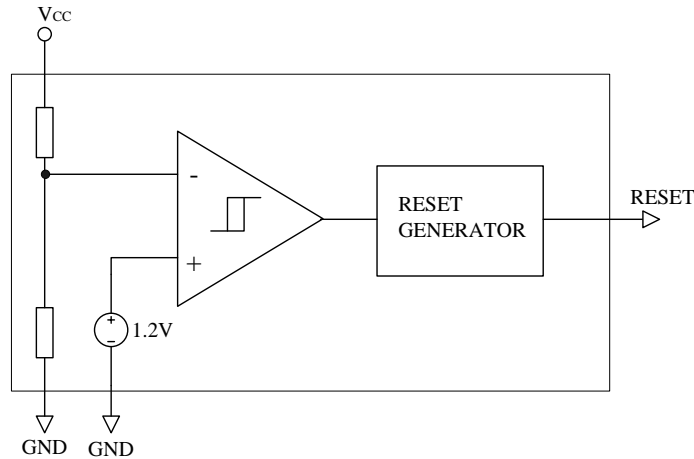 VCC
-
RESET
RESET
GENERATOR
+
+
1.2V
−
GND
GND